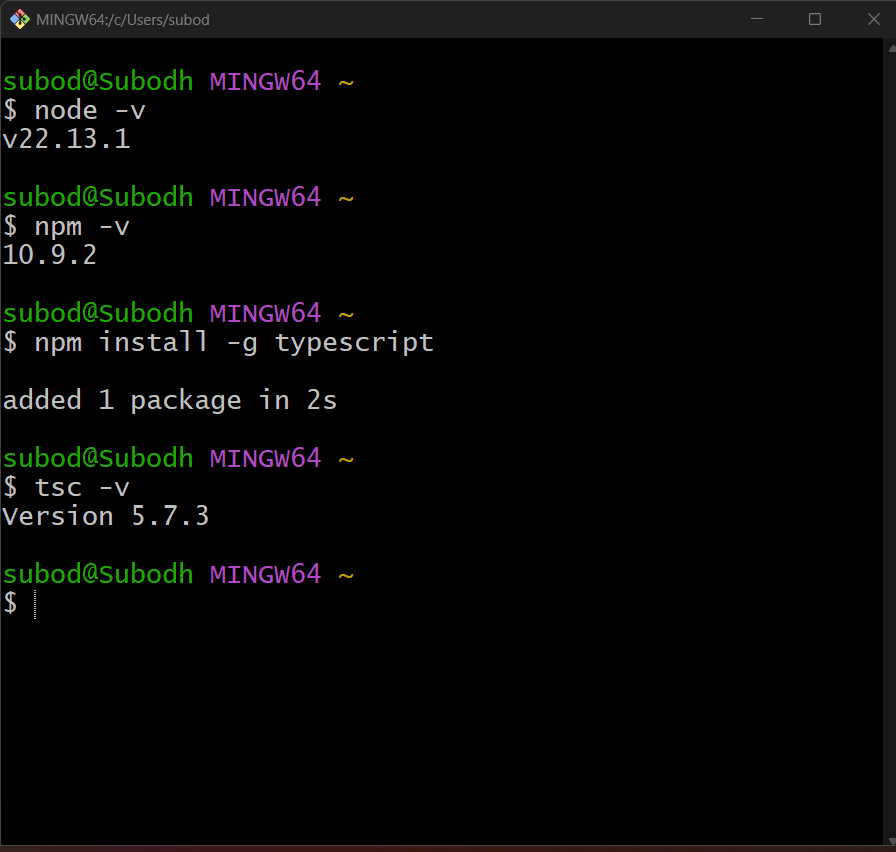 MINGW64:/c/Users/subod
subod@Subodh MINGW64 ~
$ node -v
v22.13.1
subod@Subodh MINGW64 ~
$ npm -v
10.9.2
subod@Subodh MINGW64 ~
$ npm install -g typescript
added 1 package in 2s
subod@Subodh MINGW64 ~
$ tsc -v
Version 5.7.3
subod@Subodh MINGW64 ~
$